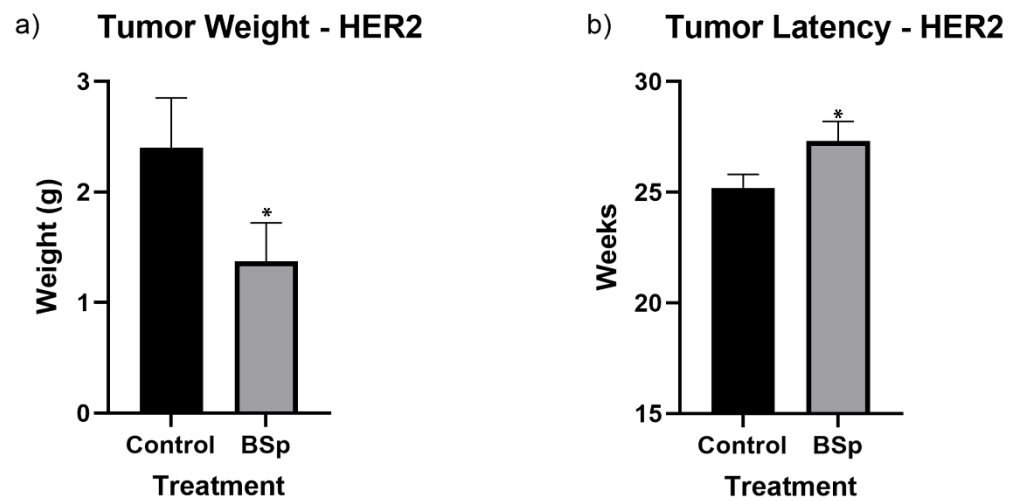 a) Tumor Weight - HER2
3
2
1
0
Weight (g)
*
Control BSp
Treatment
b) Tumor Latency - HER2
30
25
20
15
Weeks
*
Control BSp
Treatment